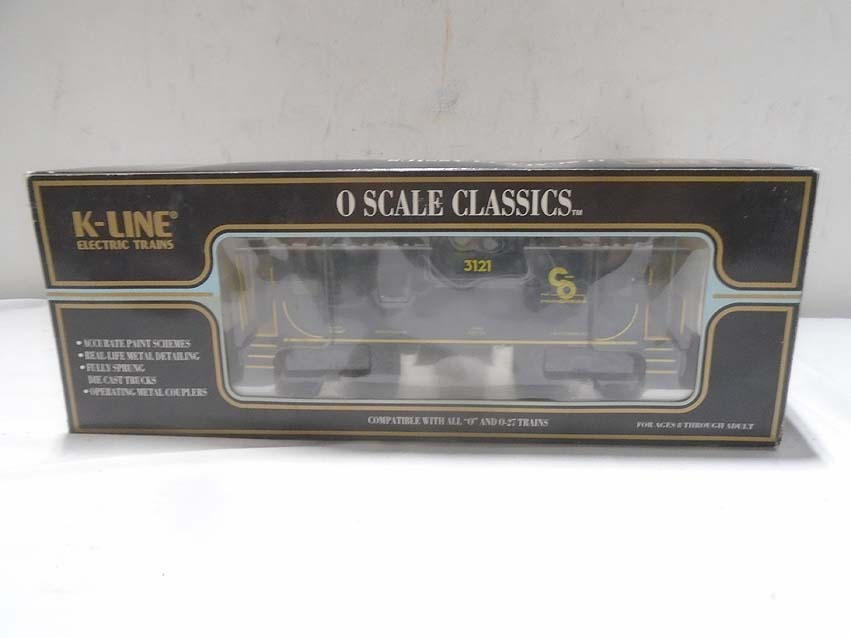 O SCALE CLASSICS™
K-LINE®
ELECTRIC TRAINS
3121
C
O
• ACCURATE PAINT SCHEMES
• REAL-LIFE METAL DETAILING
• FULLY SPRUNG
DIE CAST TRUCKS
• OPERATING METAL COUPLERS
COMPATIBLE WITH ALL "O" AND O-27 TRAINS
FOR AGES 8 THROUGH ADULT